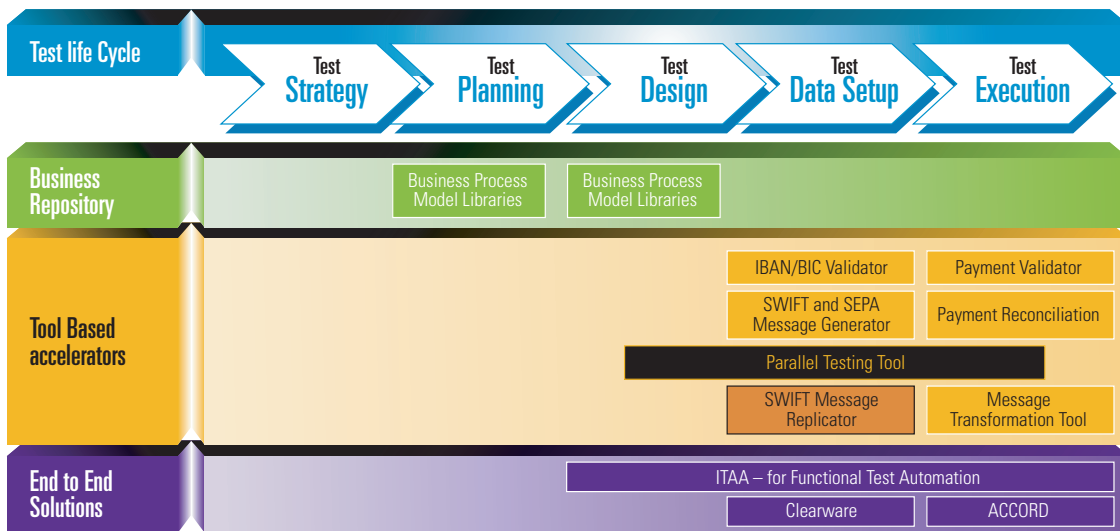 Test life Cycle
Test
Strategy
Test
Planning
Test
Design
Test
Data Setup
Test
Execution
Business
Repository
Business Process
Model Libraries
Business Process
Model Libraries
Tool Based
accelerators
IBAN/BIC Validator
Payment Validator
SWIFT and SEPA
Message Generator
Payment Reconciliation
Parallel Testing Tool
SWIFT Message
Replicator
Message
Transformation Tool
End to End
Solutions
ITAA – for Functional Test Automation
Clearware
ACCORD